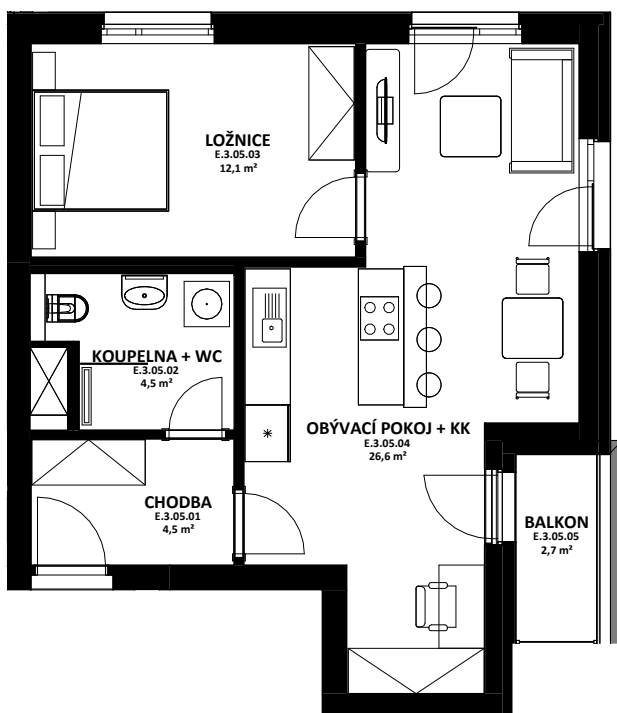 LOŽNICE
E.3.05.03
12,1 m²
KOUPELNA + WC
E.3.05.02
4,5 m²
OBÝVACÍ POKOJ + KK
E.3.05.04
26,6 m²
CHODBA
E.3.05.01
4,5 m²
BALKON
E.3.05.05
2,7 m²